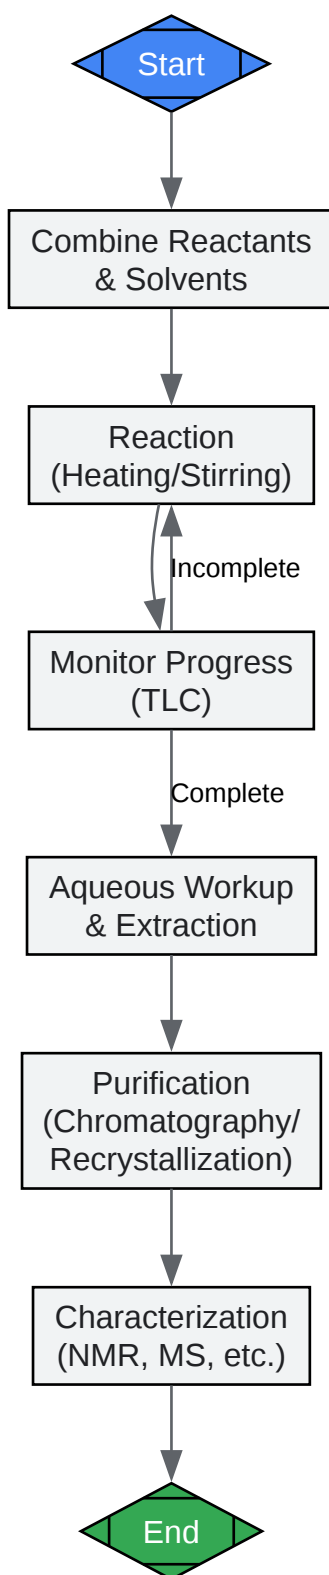 Start
Combine Reactants
& Solvents
Reaction
(Heating/Stirring)
Incomplete
Monitor Progress
(TLC)
Complete
Aqueous Workup
& Extraction
Purification
(Chromatography/
Recrystallization)
Characterization
(NMR, MS, etc.)
End